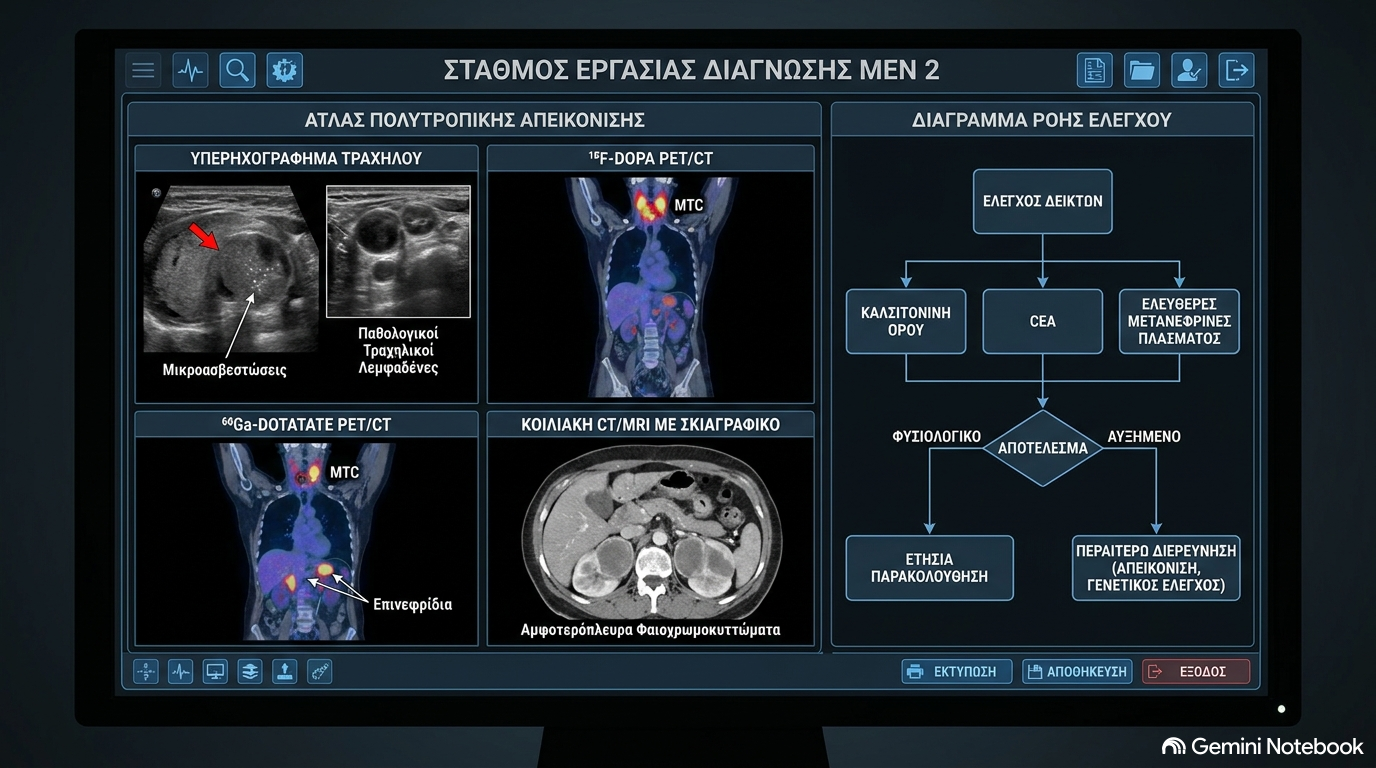 ΣΤΑΘΜΟΣ ΕΡΓΑΣΙΑΣ ΔΙΑΓΝΩΣΗΣ MEN 2
ΑΤΛΑΣ ΠΟΛΥΤΡΟΠΙΚΗΣ ΑΠΕΙΚΟΝΙΣΗΣ
ΥΠΕΡΗΧΟΓΡΑΦΗΜΑ ΤΡΑΧΗΛΟΥ
Μικροασβεστώσεις
Παθολογικοί
Τραχηλικοί
Λεμφαδένες
¹⁸F-DOPA PET/CT
MTC
⁶⁰Ga-DOTATATE PET/CT
MTC
Επινεφρίδια
ΚΟΙΛΙΑΚΗ CT/MRI ΜΕ ΣΚΙΑΓΡΑΦΙΚΟ
Αμφοτερόπλευρα Φαιοχρωμοκυττώματα
ΔΙΑΓΡΑΜΜΑ ΡΟΗΣ ΕΛΕΓΧΟΥ
ΕΛΕΓΧΟΣ ΔΕΙΚΤΩΝ
ΚΑΛΣΙΤΟΝΙΝΗ
ΟΡΟΥ
CEA
ΕΛΕΥΘΕΡΕΣ
ΜΕΤΑΝΕΦΡΙΝΕΣ
ΠΛΑΣΜΑΤΟΣ
ΦΥΣΙΟΛΟΓΙΚΟ
ΑΠΟΤΕΛΕΣΜΑ
ΑΥΞΗΜΕΝΟ
ΕΤΗΣΙΑ
ΠΑΡΑΚΟΛΟΥΘΗΣΗ
ΠΕΡΑΙΤΕΡΩ ΔΙΕΡΕΥΝΗΣΗ
(ΑΠΕΙΚΟΝΙΣΗ,
ΓΕΝΕΤΙΚΟΣ ΕΛΕΓΧΟΣ)
ΕΚΤΥΠΩΣΗ
ΑΠΟΘΗΚΕΥΣΗ
ΕΞΟΔΟΣ
Gemini Notebook